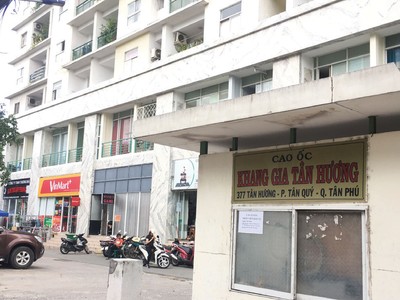 VinMart+
CAO ỐC
KHANG GIA TÂN HƯƠNG
377 TÂN HƯƠNG - P. TÂN QUÝ - Q. TÂN PHÚ